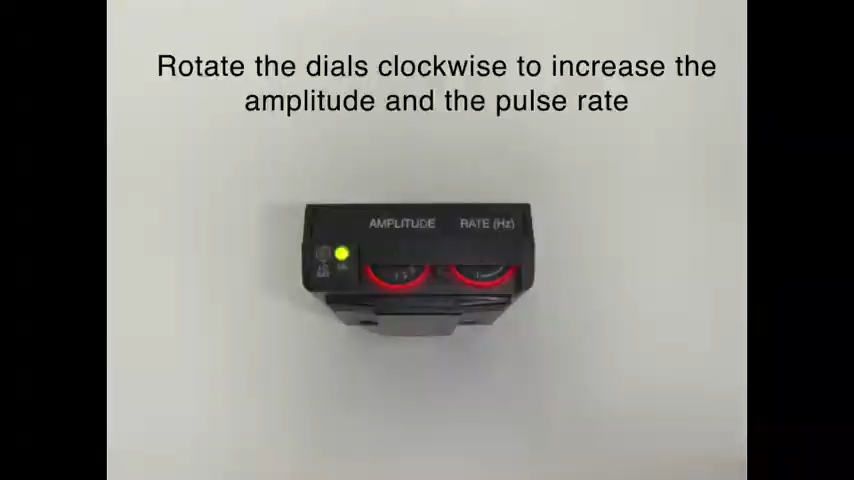 Rotate the dials clockwise to increase the
amplitude and the pulse rate
AMPLITUDE RATE (Hz)